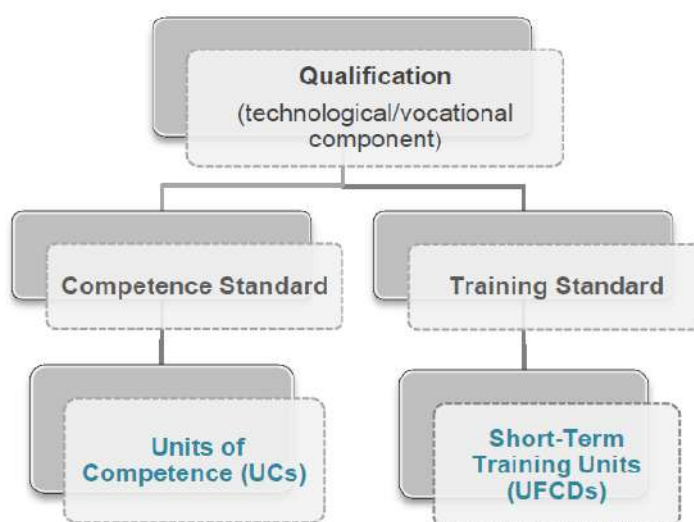 Qualification
(technological/vocational
component)
Competence Standard
Training Standard
Units of
Competence (UCs)
Short-Term
Training Units
(UFCDs)